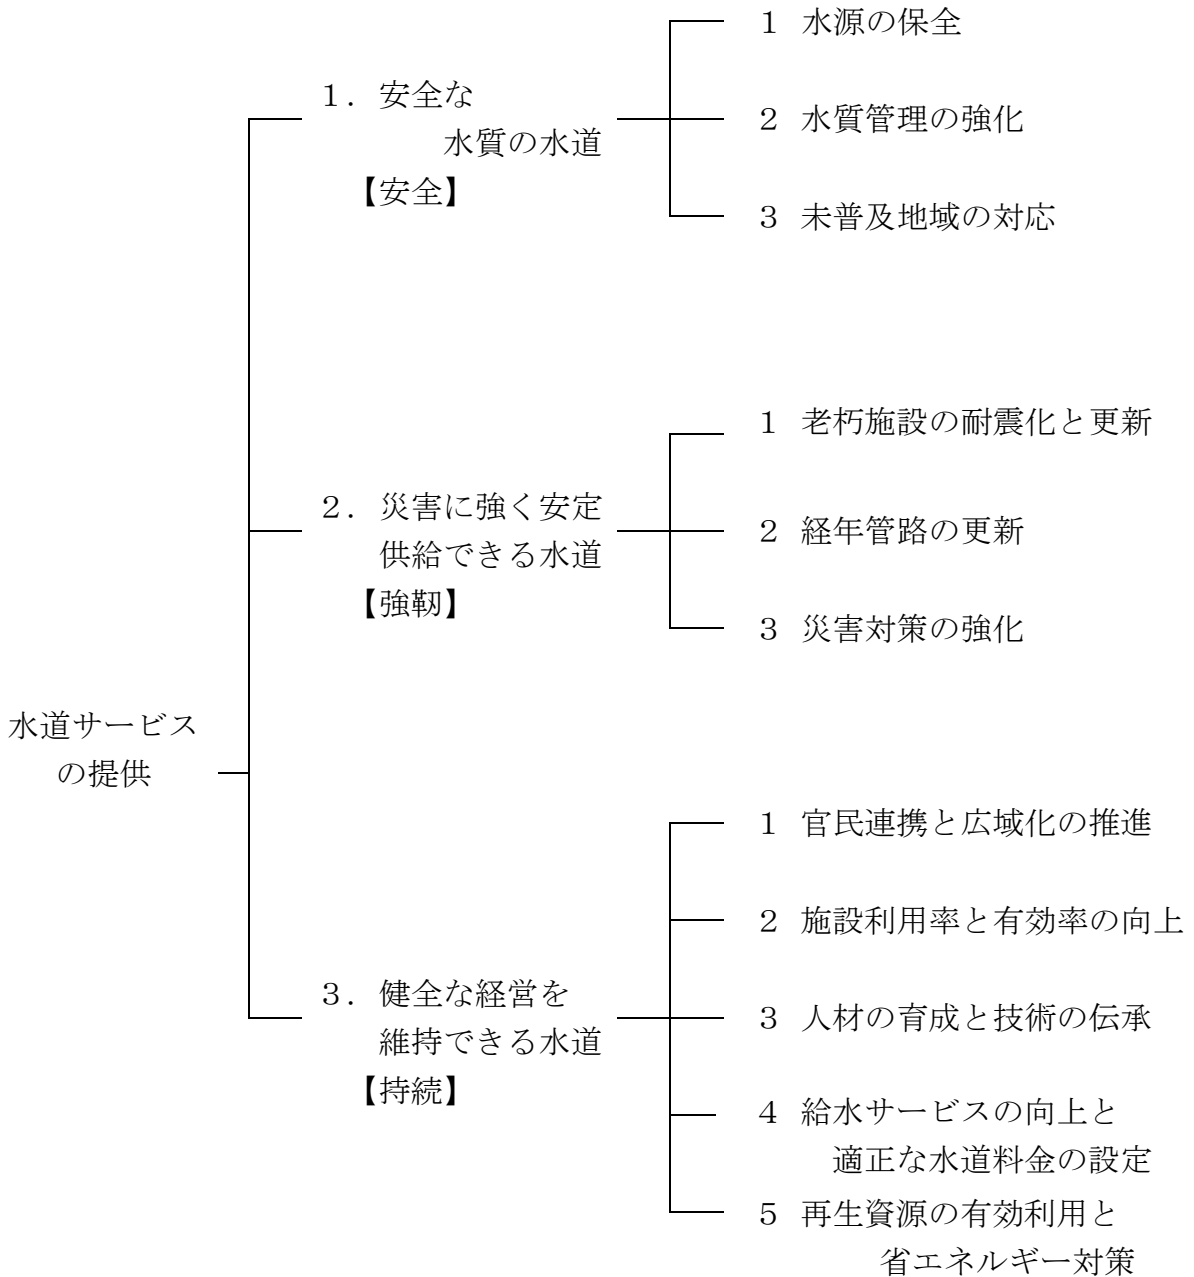 水道サービス
の提供
１．安全な
水質の水道
【安全】
１ 水源の保全
２ 水質管理の強化
３ 未普及地域の対応
２．災害に強く安定
供給できる水道
【強靭】
１ 老朽施設の耐震化と更新
２ 経年管路の更新
３ 災害対策の強化
３．健全な経営を
維持できる水道
【持続】
１ 官民連携と広域化の推進
２ 施設利用率と有効率の向上
３ 人材の育成と技術の伝承
４ 給水サービスの向上と
適正な水道料金の設定
５ 再生資源の有効利用と
省エネルギー対策